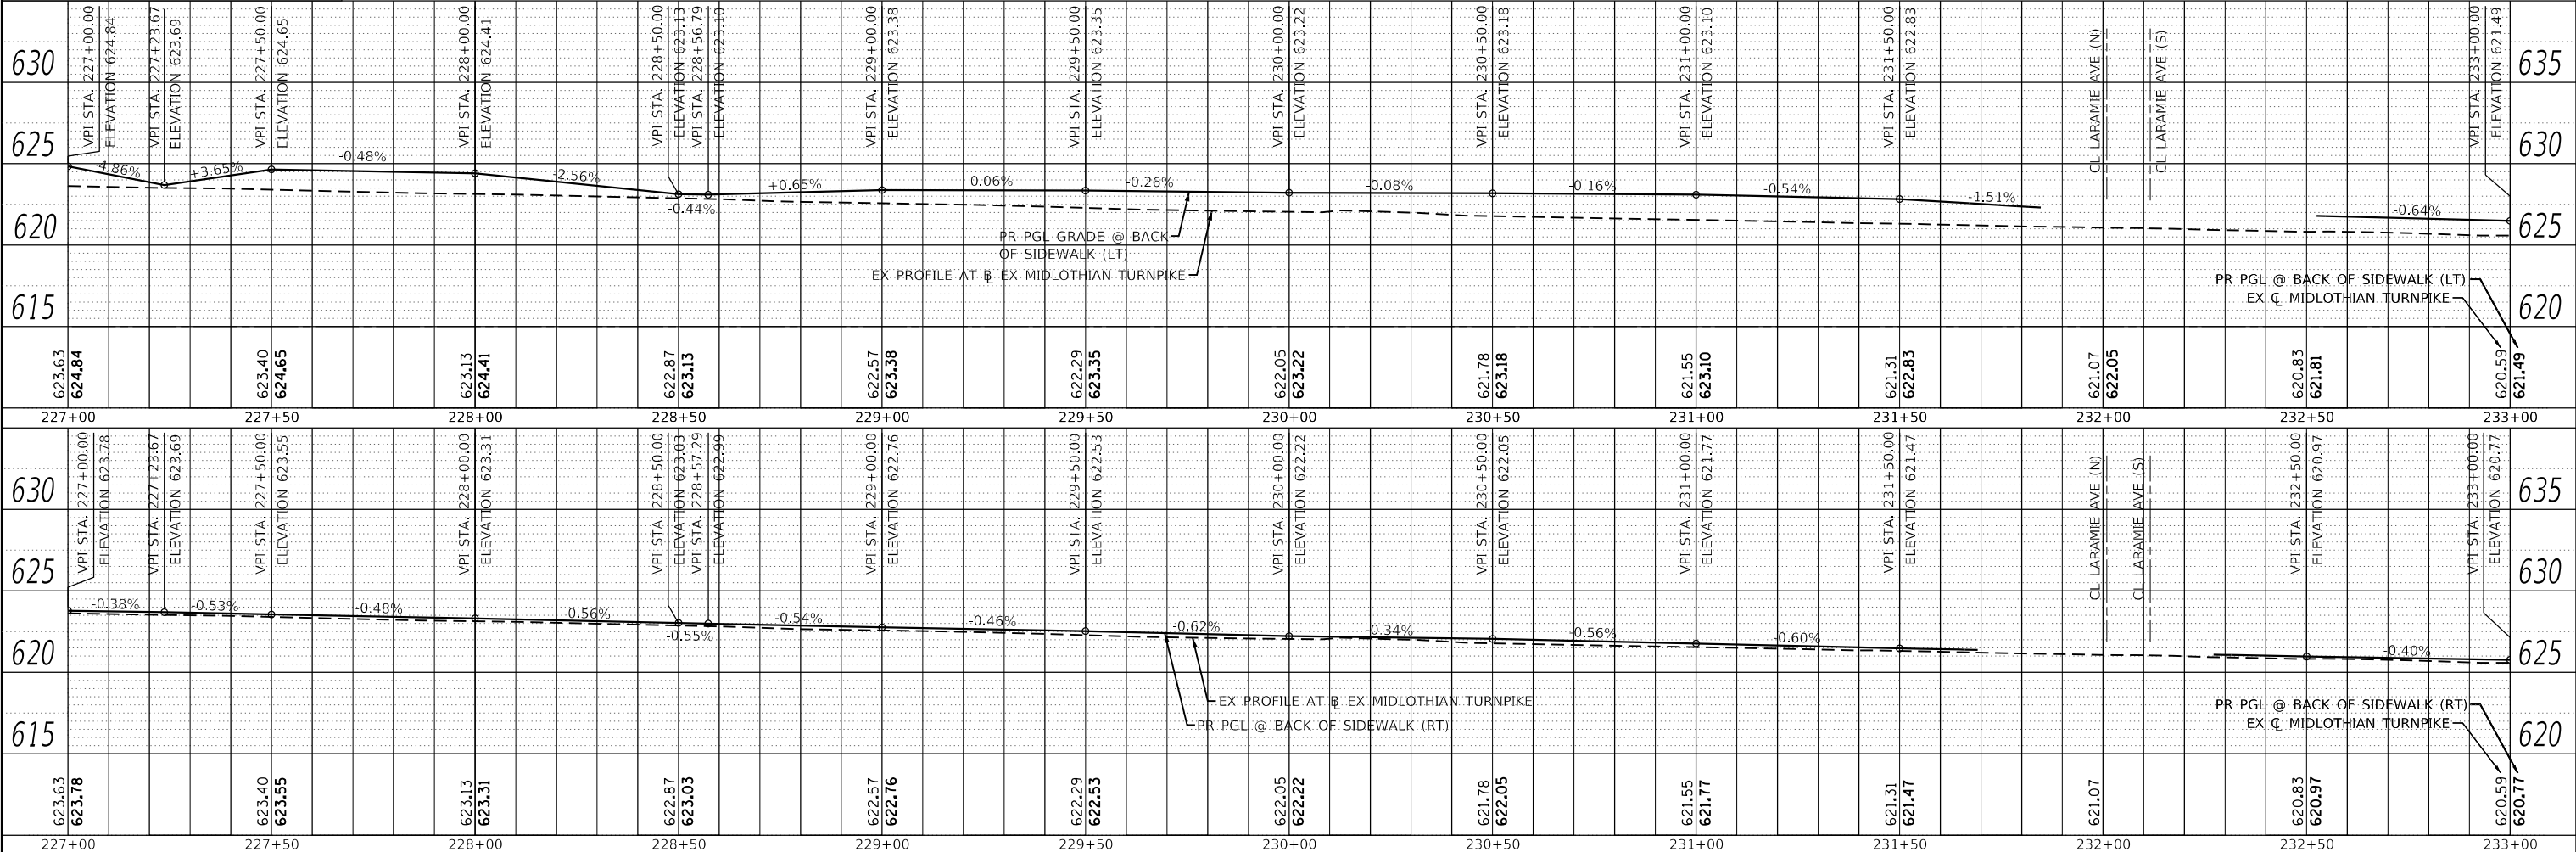 VPI STA. 227+00.00
ELEVATION 624.84
VPI STA. 227+23.67
ELEVATION 623.69
VPI STA. 227+50.00
ELEVATION 624.65
VPI STA. 228+00.00
ELEVATION 624.41
VPI STA. 228+50.00
ELEVATION 623.13
VPI STA. 228+56.79
ELEVATION 623.10
VPI STA. 229+00.00
ELEVATION 623.38
VPI STA. 229+50.00
ELEVATION 623.35
VPI STA. 230+00.00
ELEVATION 623.22
VPI STA. 230+50.00
ELEVATION 623.18
VPI STA. 231+00.00
ELEVATION 623.10
VPI STA. 231+50.00
ELEVATION 622.83
CL LARAMIE AVE (N)
CL LARAMIE AVE (S)
VPI STA. 233+00.00
ELEVATION 621.49
630 635
625 630
620 625
615 620
-4.86% +3.65% -0.48% -2.56% -0.44% +0.65% -0.06% -0.26% -0.08% -0.16% -0.54% -1.51% -0.64%
PR PGL GRADE @ BACK
OF SIDEWALK (LT)
EX PROFILE AT ℄ EX MIDLOTHIAN TURNPIKE
PR PGL @ BACK OF SIDEWALK (LT)
EX ℄ MIDLOTHIAN TURNPIKE
623.63
624.84
623.40
624.65
623.13
624.41
622.87
623.13
622.57
623.38
622.29
623.35
622.05
623.22
621.78
623.18
621.55
623.10
621.31
622.83
621.07
622.05
620.83
621.81
620.59
621.49
227+00 227+50 228+00 228+50 229+00 229+50 230+00 230+50 231+00 231+50 232+00 232+50 233+00
VPI STA. 227+00.00
ELEVATION 623.78
VPI STA. 227+23.67
ELEVATION 623.69
VPI STA. 227+50.00
ELEVATION 623.55
VPI STA. 228+00.00
ELEVATION 623.31
VPI STA. 228+50.00
ELEVATION 623.03
VPI STA. 228+57.29
ELEVATION 622.99
VPI STA. 229+00.00
ELEVATION 622.76
VPI STA. 229+50.00
ELEVATION 622.53
VPI STA. 230+00.00
ELEVATION 622.22
VPI STA. 230+50.00
ELEVATION 622.05
VPI STA. 231+00.00
ELEVATION 621.77
VPI STA. 231+50.00
ELEVATION 621.47
CL LARAMIE AVE (N)
CL LARAMIE AVE (S)
VPI STA. 232+50.00
ELEVATION 620.97
VPI STA. 233+00.00
ELEVATION 620.77
630 635
625 630
620 625
615 620
-0.38% -0.53% -0.48% -0.56% -0.55% -0.54% -0.46% -0.62% -0.34% -0.56% -0.60% -0.40%
EX PROFILE AT ℄ EX MIDLOTHIAN TURNPIKE
PR PGL @ BACK OF SIDEWALK (RT)
PR PGL @ BACK OF SIDEWALK (RT)
EX ℄ MIDLOTHIAN TURNPIKE
623.63
623.78
623.40
623.55
623.13
623.31
622.87
623.03
622.57
622.76
622.29
622.53
622.05
622.22
621.78
622.05
621.55
621.77
621.31
621.47
621.07
620.83
620.97
620.59
620.77
227+00 227+50 228+00 228+50 229+00 229+50 230+00 230+50 231+00 231+50 232+00 232+50 233+00